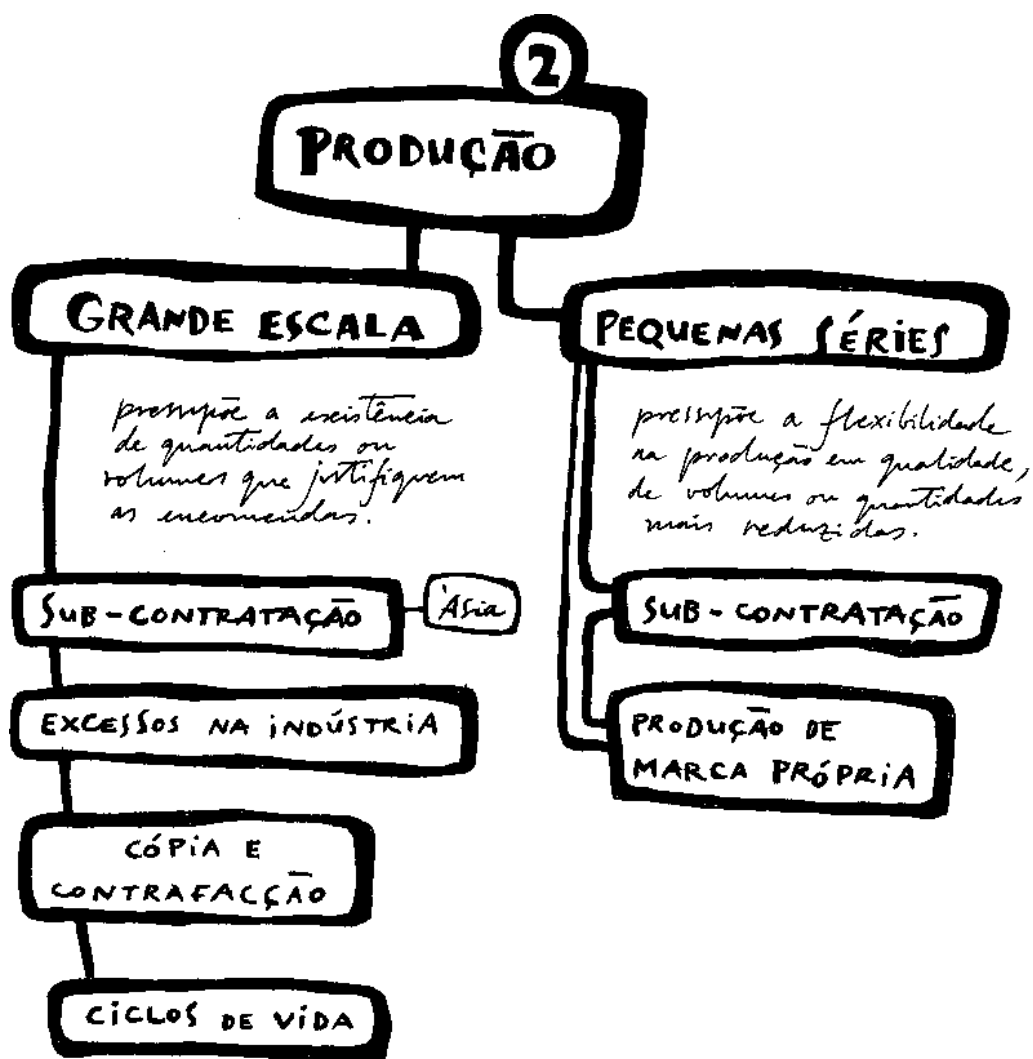 2
PRODUÇÃO
GRANDE ESCALA
pressupõe a existência
de quantidades ou
volumes que justifiquem
as encomendas.
SUB-CONTRATAÇÃO
Ásia
EXCESSOS NA INDÚSTRIA
CÓPIA E
CONTRAFACÇÃO
CICLOS DE VIDA
PEQUENAS SÉRIES
pressupõe a flexibilidade
na produção em qualidade,
de volumes ou quantidades
mais reduzidas.
SUB-CONTRATAÇÃO
PRODUÇÃO DE
MARCA PRÓPRIA